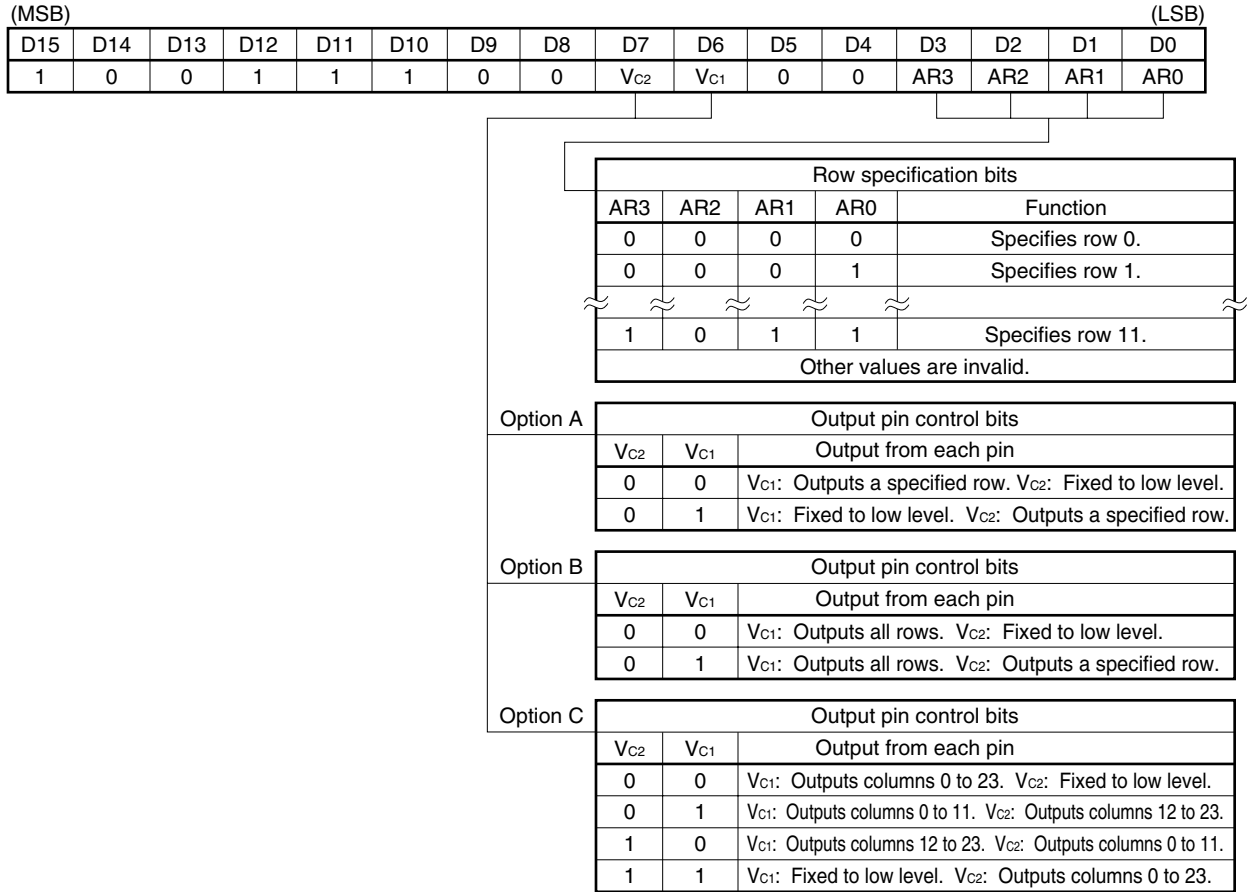 (MSB) (LSB)
D15 D14 D13 D12 D11 D10 D9 D8 D7 D6 D5 D4 D3 D2 D1 D0
1 0 0 1 1 1 0 0 VC2 VC1 0 0 AR3 AR2 AR1 AR0
Row specification bits
AR3 AR2 AR1 AR0 Function
0 0 0 0 Specifies row 0.
0 0 0 1 Specifies row 1.
1 0 1 1 Specifies row 11.
Other values are invalid.
Option A Output pin control bits
VC2 VC1 Output from each pin
0 0 VC1: Outputs a specified row. VC2: Fixed to low level.
0 1 VC1: Fixed to low level. VC2: Outputs a specified row.
Option B Output pin control bits
VC2 VC1 Output from each pin
0 0 VC1: Outputs all rows. VC2: Fixed to low level.
0 1 VC1: Outputs all rows. VC2: Outputs a specified row.
Option C Output pin control bits
VC2 VC1 Output from each pin
0 0 VC1: Outputs columns 0 to 23. VC2: Fixed to low level.
0 1 VC1: Outputs columns 0 to 11. VC2: Outputs columns 12 to 23.
1 0 VC1: Outputs columns 12 to 23. VC2: Outputs columns 0 to 11.
1 1 VC1: Fixed to low level. VC2: Outputs columns 0 to 23.